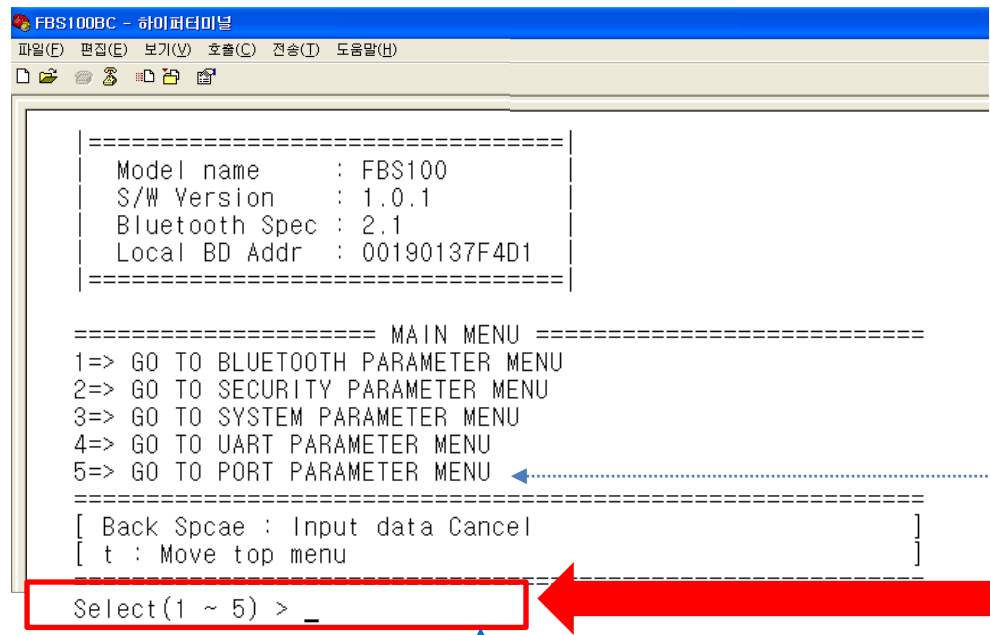 FBS100BC - 하이퍼터미널
파일(F) 편집(E) 보기(V) 호출(C) 전송(T) 도움말(H)
|=================================|
| Model name : FBS100 |
| S/W Version : 1.0.1 |
| Bluetooth Spec : 2.1 |
| Local BD Addr : 00190137F4D1 |
|=================================|
===================== MAIN MENU ===========================
1=> GO TO BLUETOOTH PARAMETER MENU
2=> GO TO SECURITY PARAMETER MENU
3=> GO TO SYSTEM PARAMETER MENU
4=> GO TO UART PARAMETER MENU
5=> GO TO PORT PARAMETER MENU
===========================================================
[ Back Spcae : Input data Cancel ]
[ t : Move top menu ]
===========================================================
Select(1 ~ 5) > _